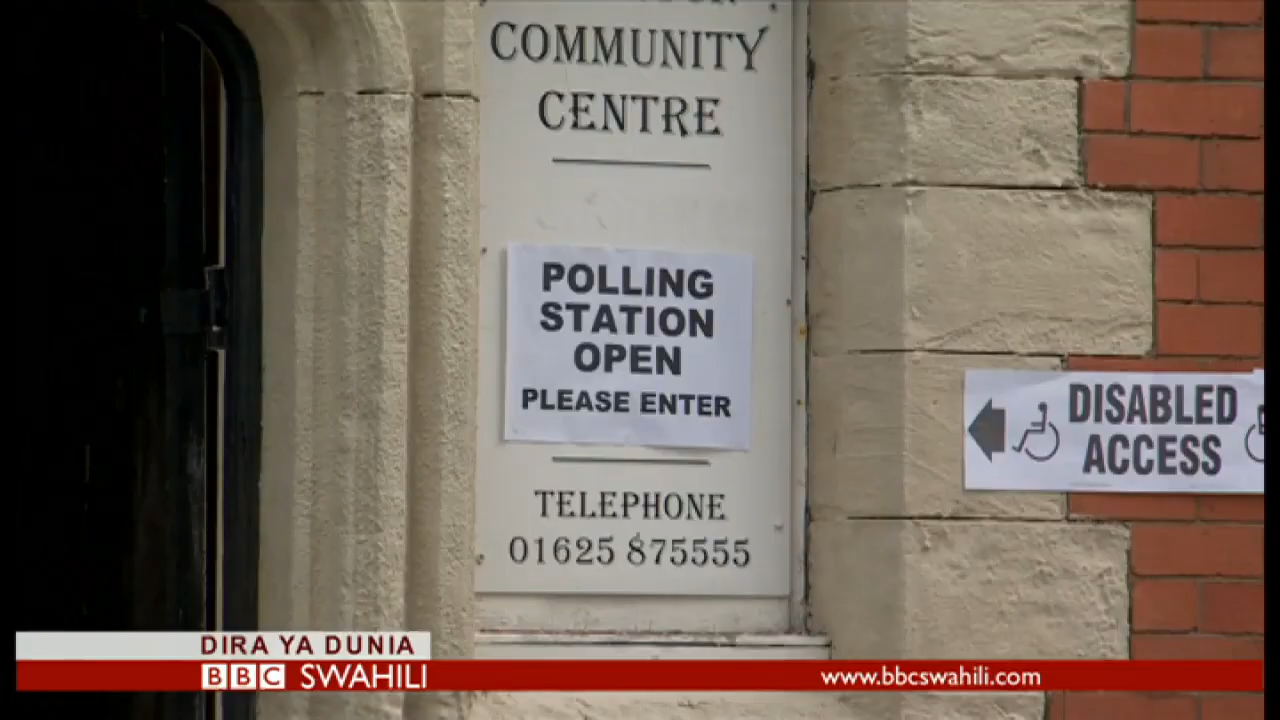 COMMUNITY
CENTRE
POLLING
STATION
OPEN
PLEASE ENTER
DISABLED
ACCESS
TELEPHONE
01625 875555
DIRA YA DUNIA
BBC SWAHILI
www.bbcswahili.com